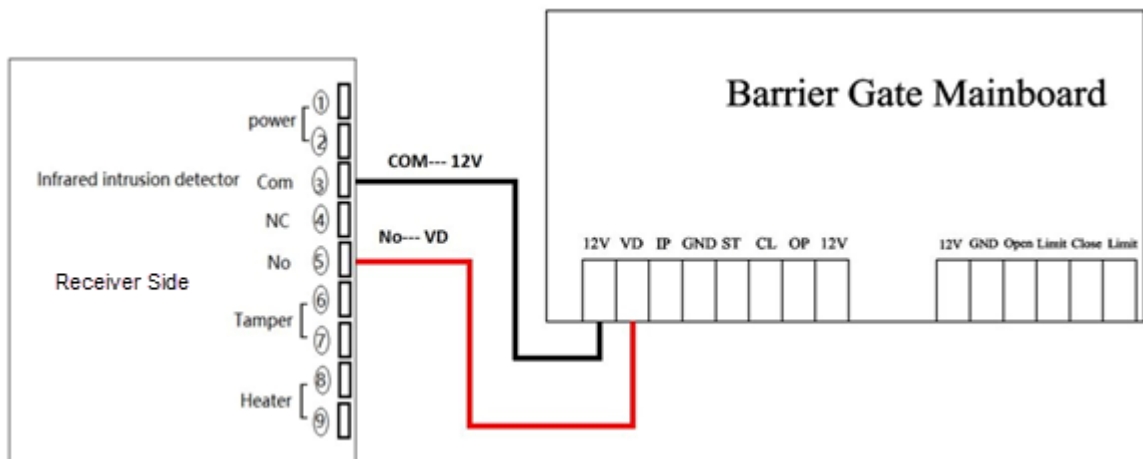 Barrier Gate Mainboard
12V VD IP GND ST CL OP 12V
12V GND Open Limit Close Limit
COM--- 12V
No--- VD
power
①
②
Infrared intrusion detector Com ③
NC ④
No ⑤
Receiver Side
⑥
Tamper
⑦
⑧
Heater
⑨